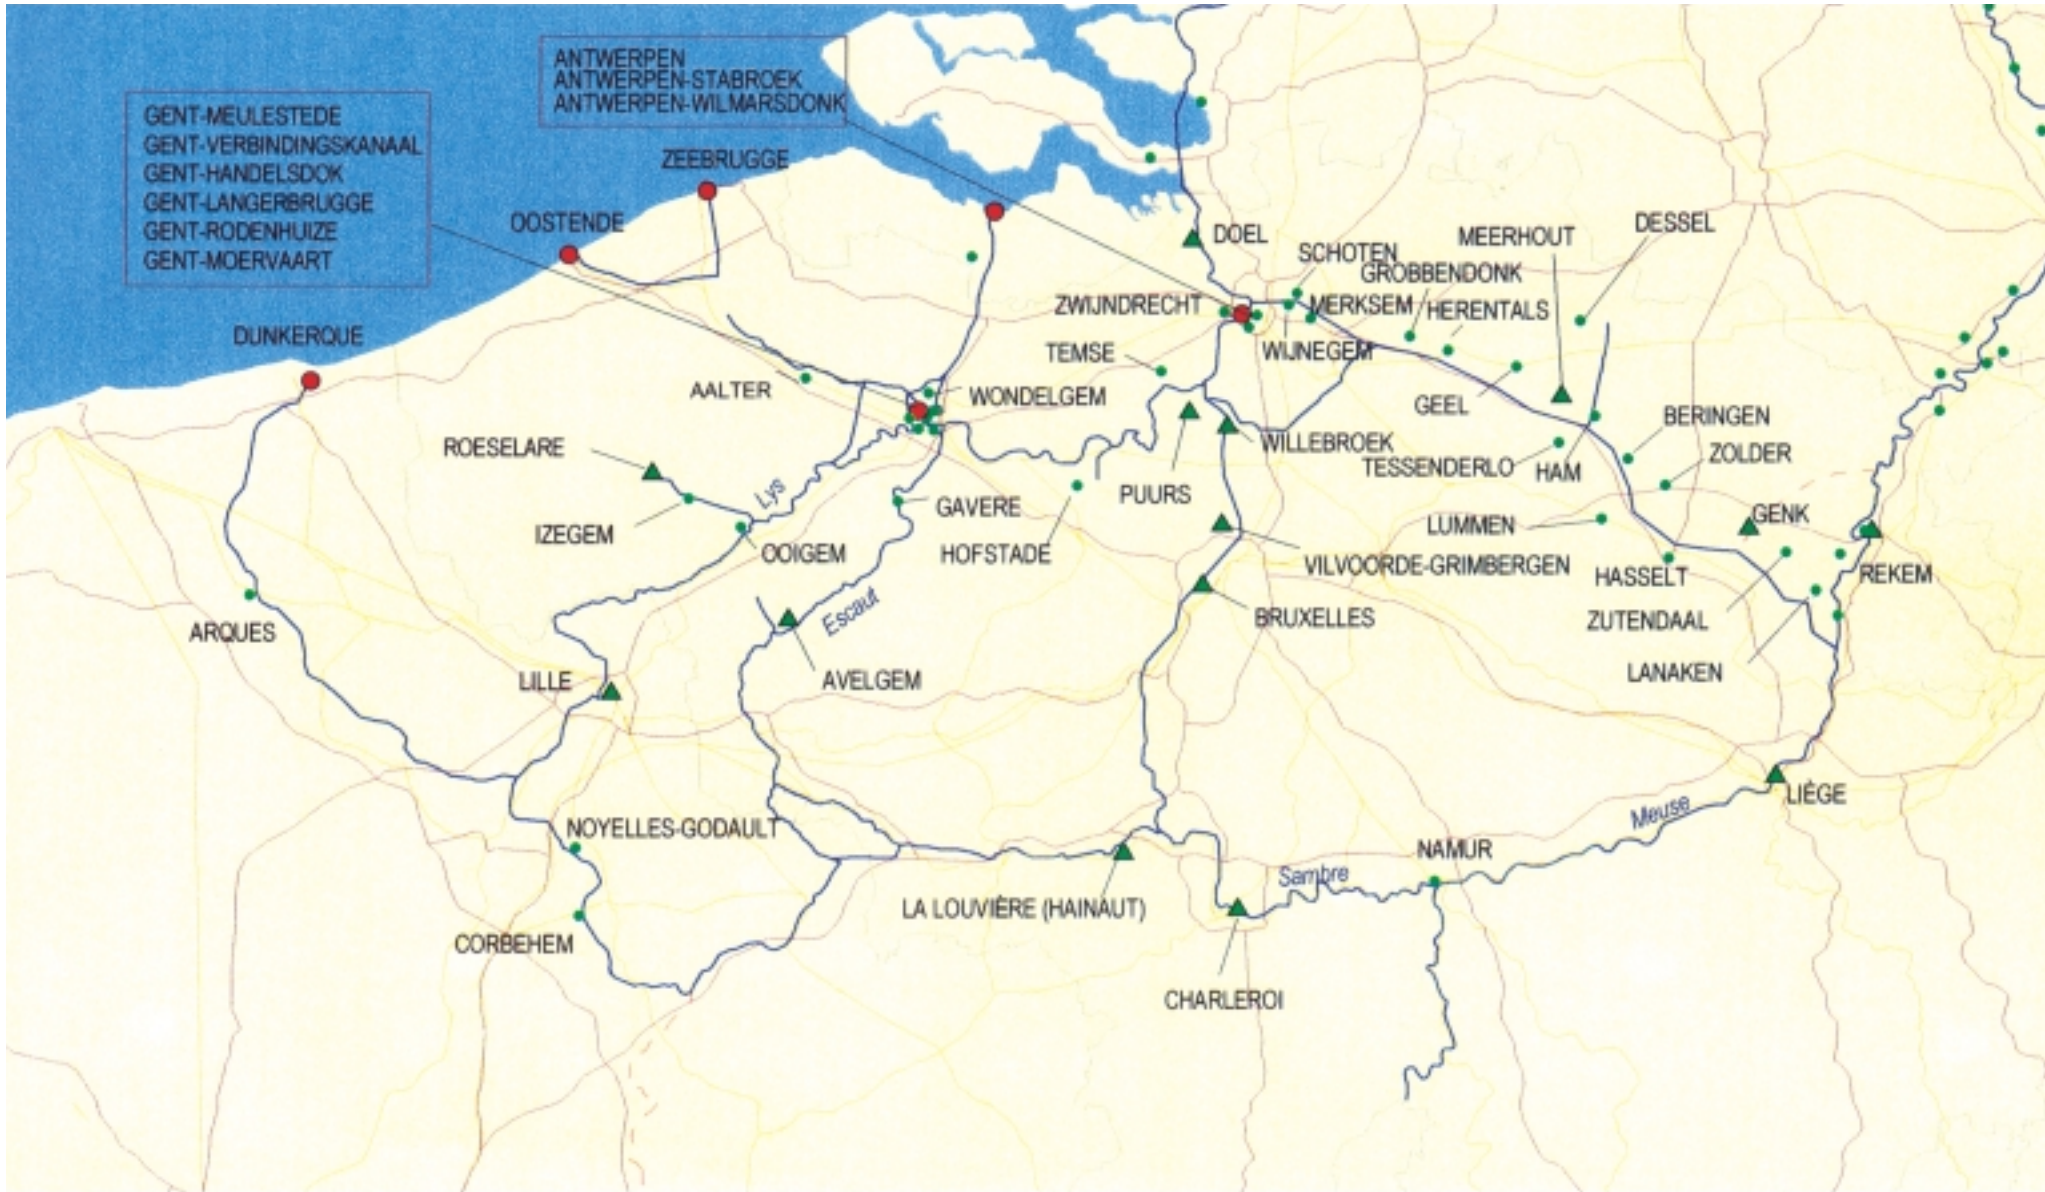 ANTWERPEN
ANTWERPEN-STABROEK
ANTWERPEN-WILMARSDONK
GENT-MEULESTEDE
GENT-VERBINDINGSKANAAL
GENT-HANDELSDOK
GENT-LANGERBRUGGE
GENT-RODENHUIZE
GENT-MOERVAART
ZEEBRUGGE
OOSTENDE
DUNKERQUE
DOEL
SCHOTEN
MEERHOUT
DESSEL
GROBBENDONK
ZWIJNDRECHT
MERKSEM
HERENTALS
TEMSE
WIJNEGEM
AALTER
WONDELGEM
GEEL
BERINGEN
ROESELARE
WILLEBROEK
ZOLDER
TESSENDERLO
HAM
Lys
PUURS
GAVERE
GENK
IZEGEM
OOIGEM
HOFSTADE
LUMMEN
VILVOORDE-GRIMBERGEN
HASSELT
REKEM
ARQUES
Escaut
BRUXELLES
ZUTENDAAL
LILLE
AVELGEM
LANAKEN
LIÈGE
Meuse
NOYELLES-GODAULT
NAMUR
Sambre
LA LOUVIÈRE (HAINAUT)
CORBEHEM
CHARLEROI